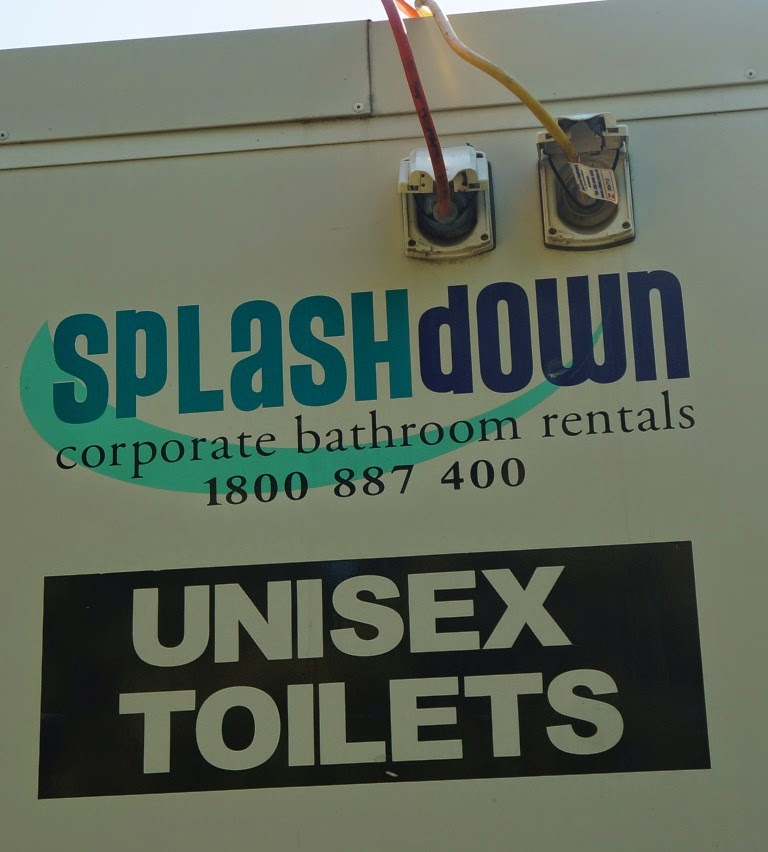 SPLASHDOWN
corporate bathroom rentals
1800 887 400
UNISEX
TOILETS